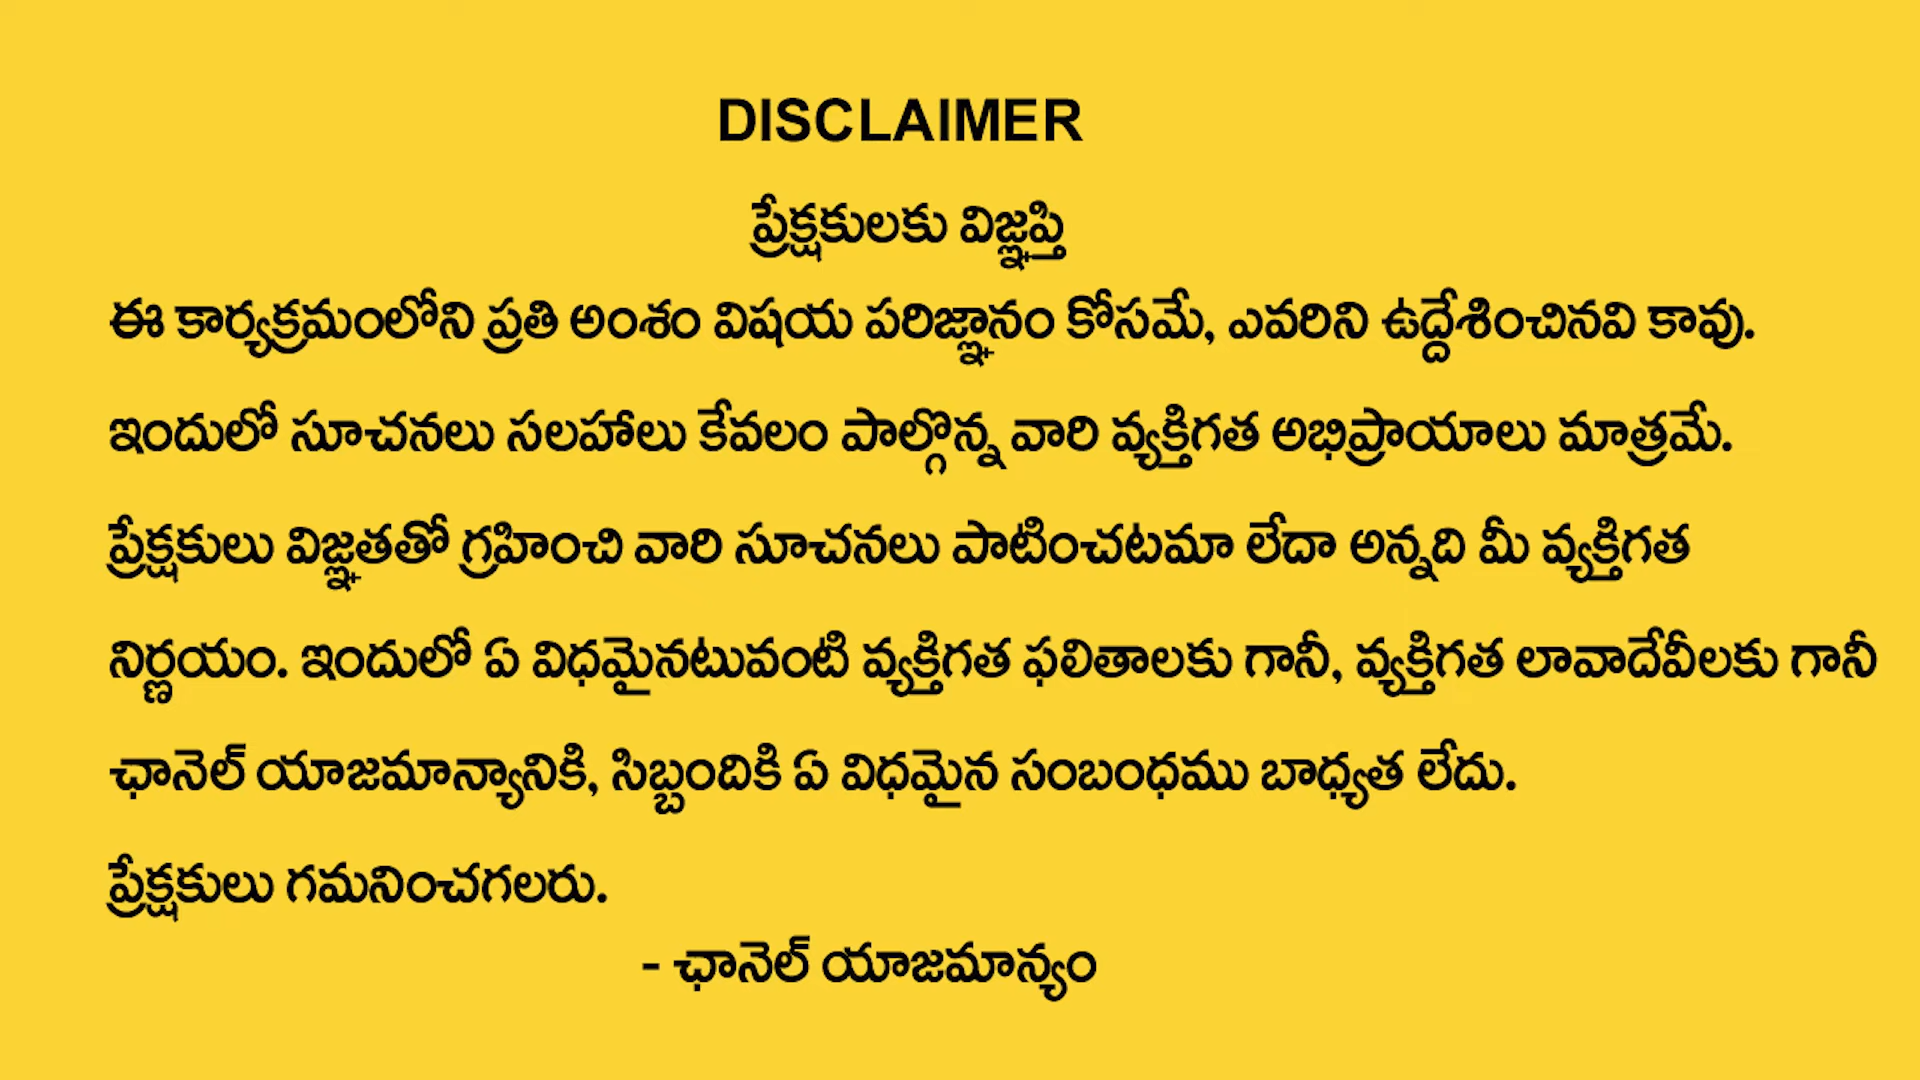 DISCLAIMER
ప్రేక్షకులకు విజ్ఞప్తి
ఈ కార్యక్రమంలోని ప్రతి అంశం విషయ పరిజ్ఞానం కోసమే, ఎవరిని ఉద్దేశించినవి కావు.
ఇందులో సూచనలు సలహాలు కేవలం పాల్గొన్న వారి వ్యక్తిగత అభిప్రాయాలు మాత్రమే.
ప్రేక్షకులు విజ్ఞతతో గ్రహించి వారి సూచనలు పాటించటమా లేదా అన్నది మీ వ్యక్తిగత
నిర్ణయం. ఇందులో ఏ విధమైనటువంటి వ్యక్తిగత ఫలితాలకు గానీ, వ్యక్తిగత లావాదేవీలకు గానీ
ఛానెల్ యాజమాన్యానికి, సిబ్బందికి ఏ విధమైన సంబంధము బాధ్యత లేదు.
ప్రేక్షకులు గమనించగలరు.
- ఛానెల్ యాజమాన్యం